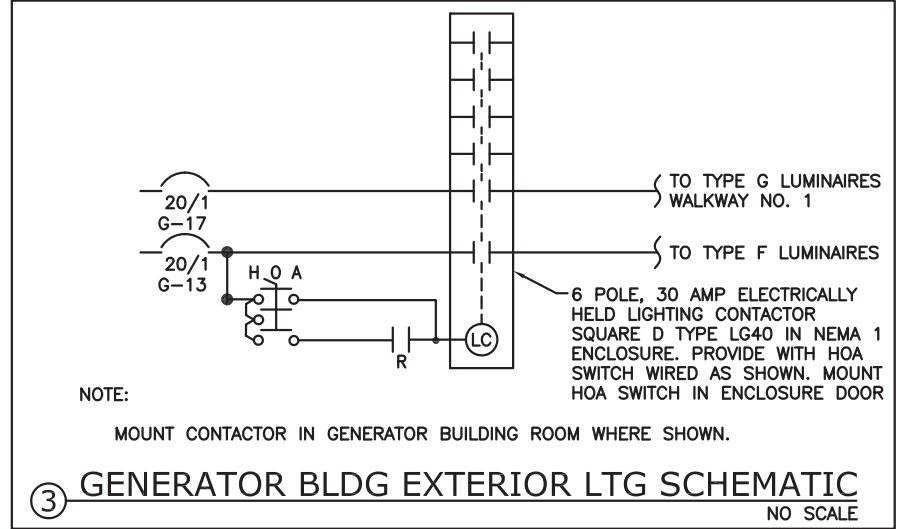 20/1
G-17
TO TYPE G LUMINAIRES
WALKWAY NO. 1
20/1
G-13
TO TYPE F LUMINAIRES
H O A
R
LC
6 POLE, 30 AMP ELECTRICALLY
HELD LIGHTING CONTACTOR
SQUARE D TYPE LG40 IN NEMA 1
ENCLOSURE. PROVIDE WITH HOA
SWITCH WIRED AS SHOWN. MOUNT
HOA SWITCH IN ENCLOSURE DOOR
NOTE:
MOUNT CONTACTOR IN GENERATOR BUILDING ROOM WHERE SHOWN.
3 GENERATOR BLDG EXTERIOR LTG SCHEMATIC
NO SCALE